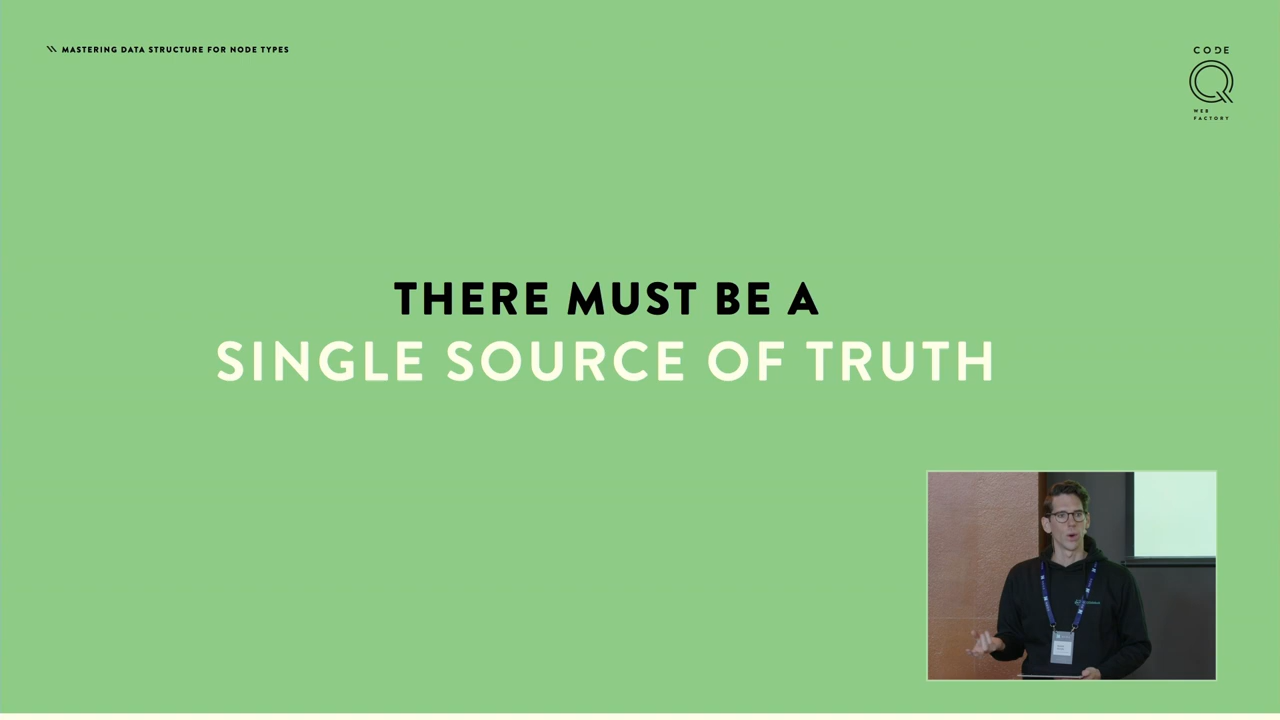 \\ MASTERING DATA STRUCTURE FOR NODE TYPES
CODE
Q
WEB
FACTORY
THERE MUST BE A
SINGLE SOURCE OF TRUTH